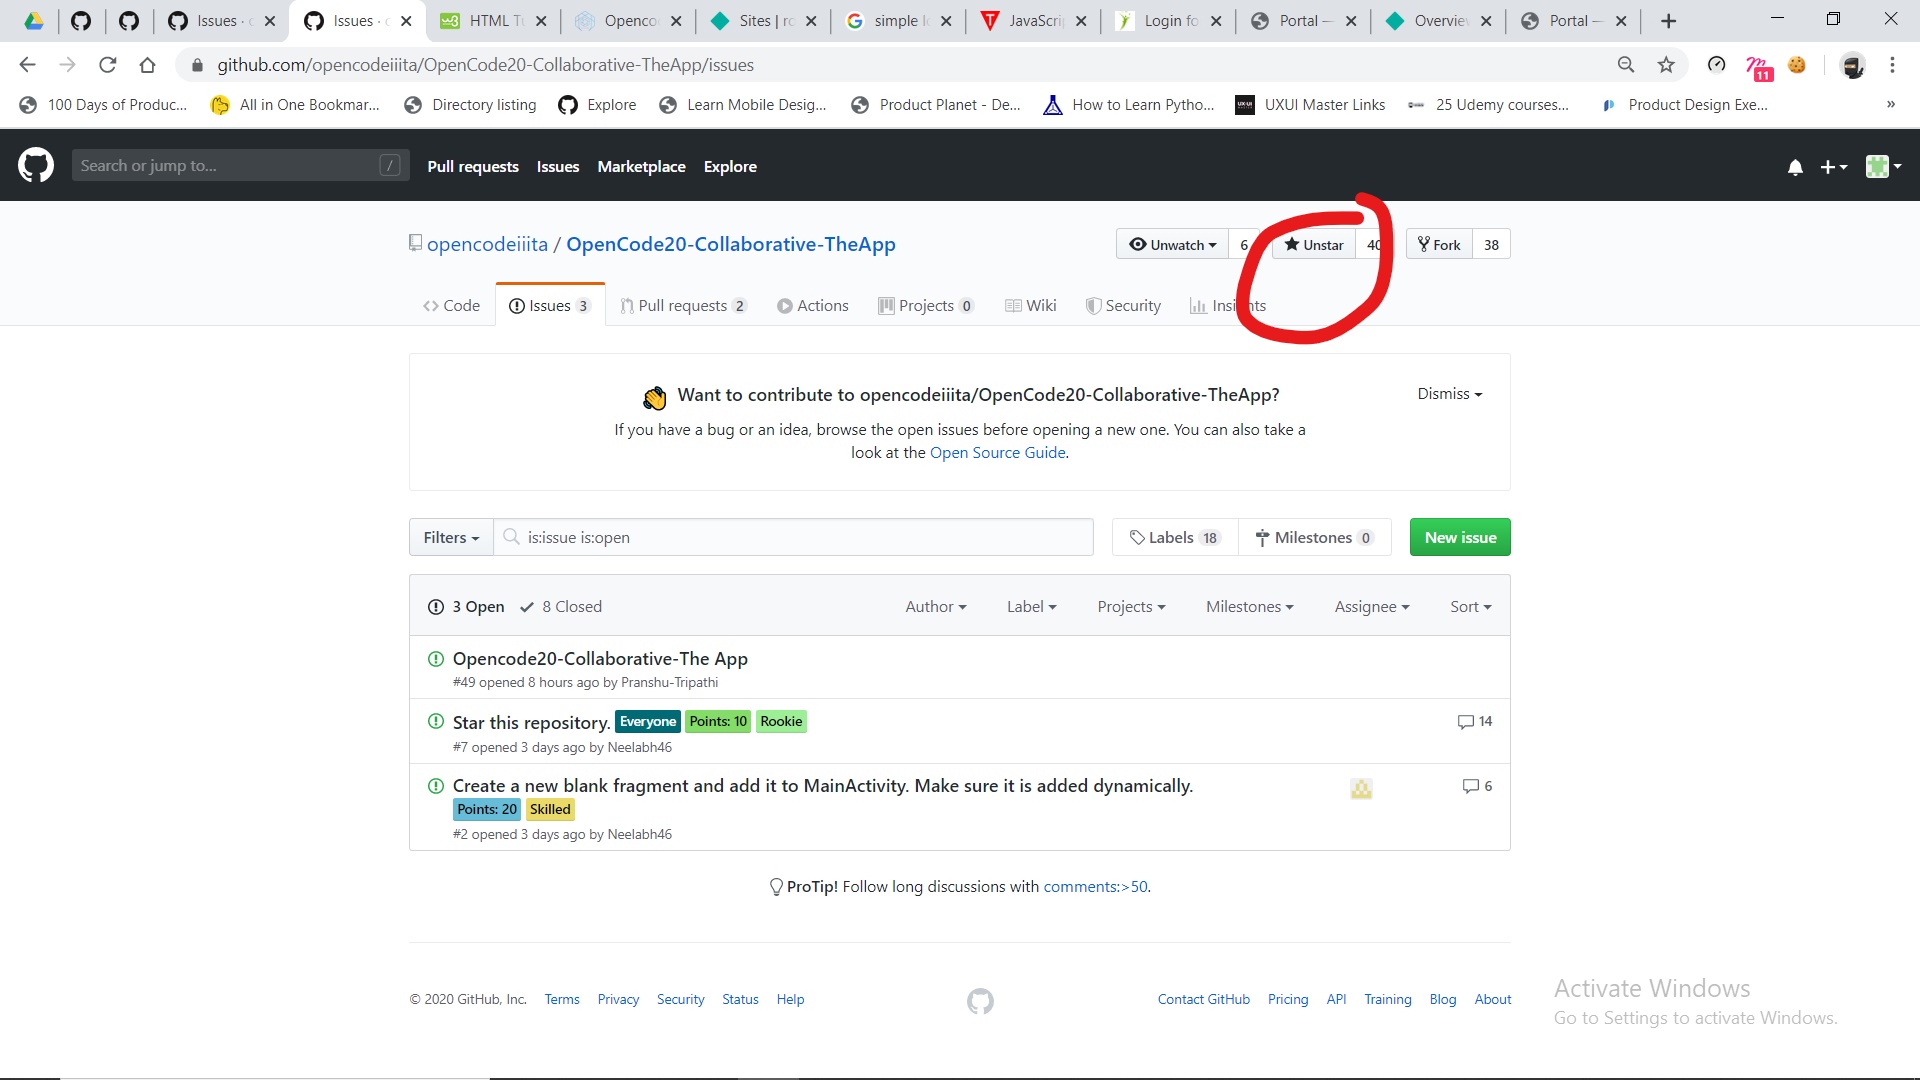 Issues · c
Issues · c
HTML Tu
Openco
Sites | ro
simple lo
JavaScri
Login fo
Portal —
Overview
Portal —
github.com/opencodeiiita/OpenCode20-Collaborative-TheApp/issues
11
100 Days of Produc...
All in One Bookmar...
Directory listing
Explore
Learn Mobile Desig...
Product Planet - De...
How to Learn Pytho...
UXUI Master Links
25 Udemy courses...
Product Design Exe...
»
Search or jump to... /
Pull requests Issues Marketplace Explore
opencodeiiita / OpenCode20-Collaborative-TheApp
Unwatch 6
Unstar 40
Fork 38
Code
Issues 3
Pull requests 2
Actions
Projects 0
Wiki
Security
Insights
👋 Want to contribute to opencodeiiita/OpenCode20-Collaborative-TheApp?
Dismiss
If you have a bug or an idea, browse the open issues before opening a new one. You can also take a
look at the Open Source Guide.
Filters is:issue is:open
Labels 18 Milestones 0
New issue
3 Open 8 Closed
Author Label Projects Milestones Assignee Sort
Opencode20-Collaborative-The App
#49 opened 8 hours ago by Pranshu-Tripathi
Star this repository. Everyone Points: 10 Rookie 14
#7 opened 3 days ago by Neelabh46
Create a new blank fragment and add it to MainActivity. Make sure it is added dynamically. 6
Points: 20 Skilled
#2 opened 3 days ago by Neelabh46
ProTip! Follow long discussions with comments:>50.
© 2020 GitHub, Inc. Terms Privacy Security Status Help
Contact GitHub Pricing API Training Blog About
Activate Windows
Go to Settings to activate Windows.